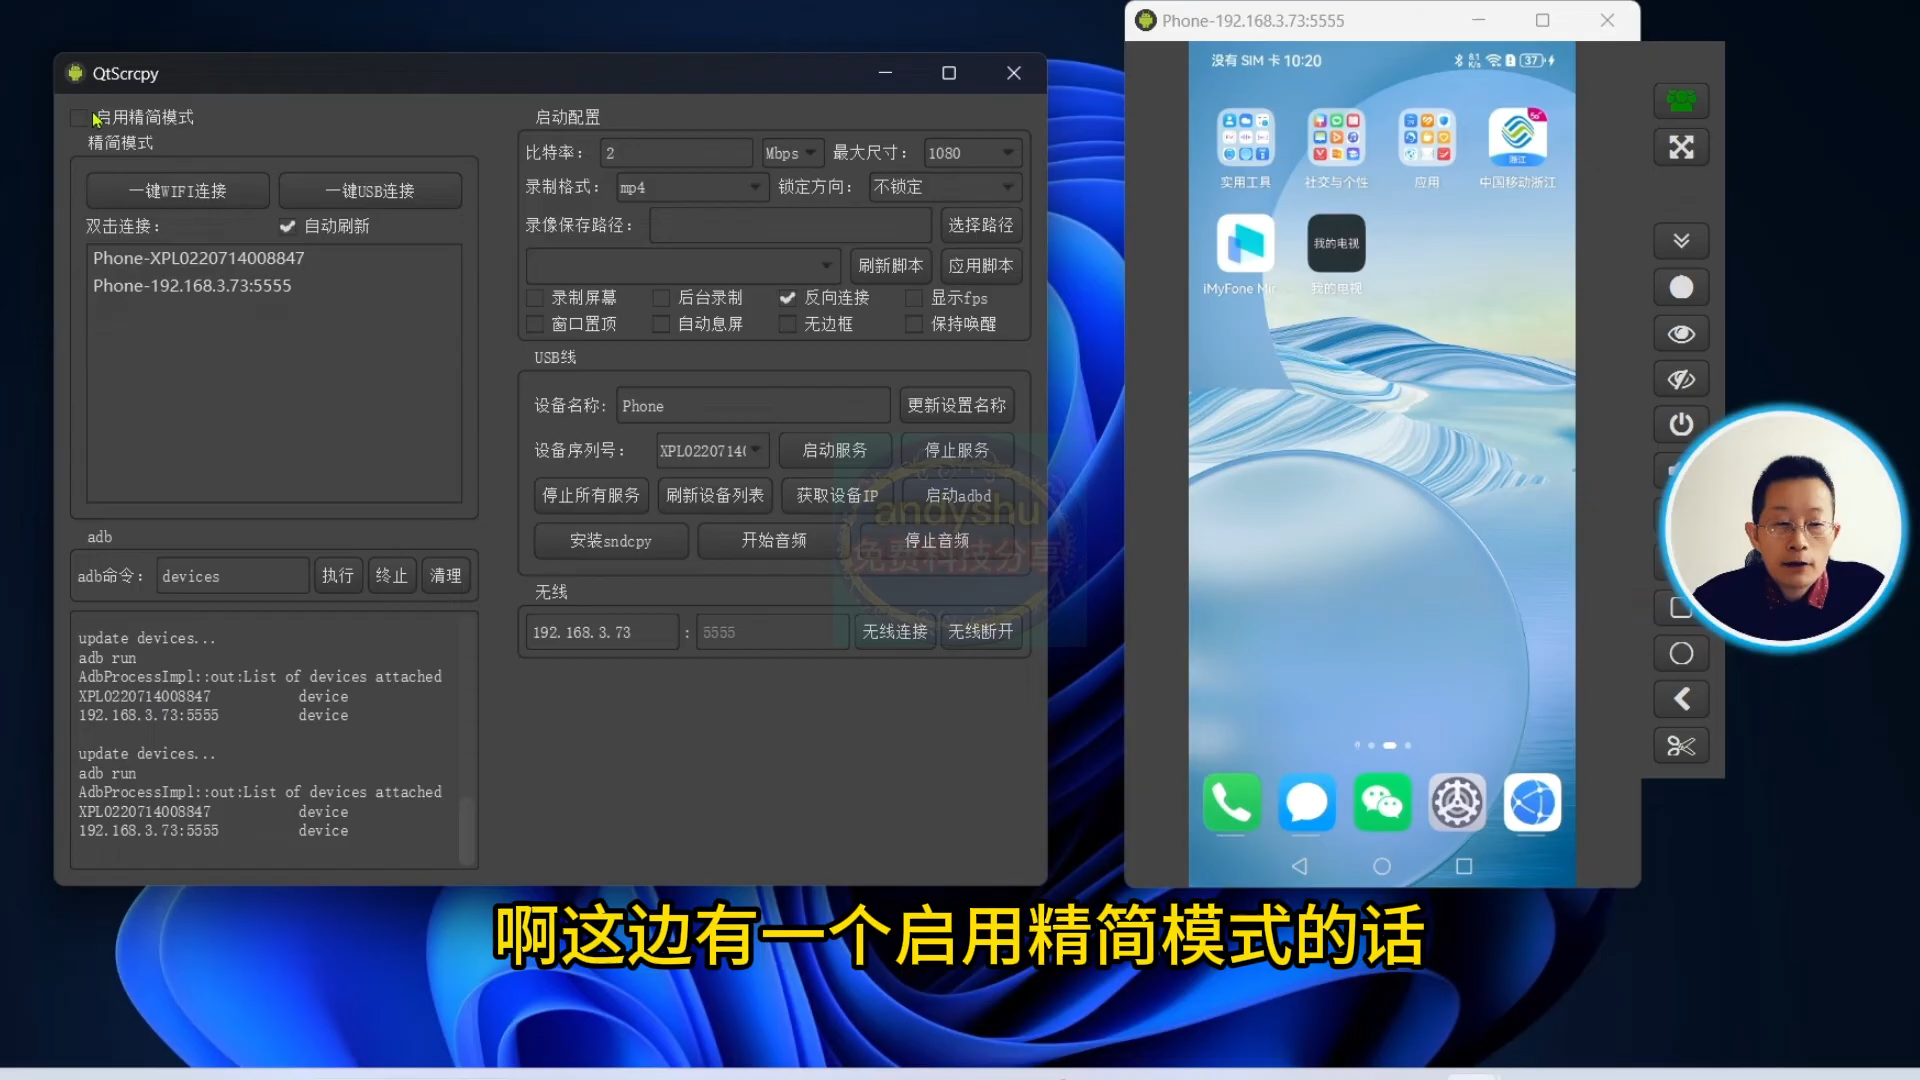 QtScrcpy
启用精简模式
精简模式
一键WIFI连接
一键USB连接
双击连接：
自动刷新
Phone-XPL0220714008847
Phone-192.168.3.73:5555
adb
adb命令：
devices
执行
终止
清理
update devices...
adb run
AdbProcessImpl::out:List of devices attached
XPL0220714008847 device
192.168.3.73:5555 device
update devices...
adb run
AdbProcessImpl::out:List of devices attached
XPL0220714008847 device
192.168.3.73:5555 device
启动配置
比特率： 2 Mbps 最大尺寸： 1080
录制格式： mp4 锁定方向： 不锁定
录像保存路径： 选择路径
刷新脚本 应用脚本
录制屏幕 后台录制 反向连接 显示fps
窗口置顶 自动息屏 无边框 保持唤醒
USB线
设备名称： Phone 更新设置名称
设备序列号： XPL02207140 启动服务 停止服务
停止所有服务 刷新设备列表 获取设备IP 启动adbd
安装sndcpy 开始音频 停止音频
无线
192.168.3.73 : 5555 无线连接 无线断开
andyshu
免费科技分享
Phone-192.168.3.73:5555
没有 SIM 卡 10:20
37
实用工具 社交与个性 应用 中国移动浙江
我的电视
iMyFone Mir 我的电视
啊这边有一个启用精简模式的话